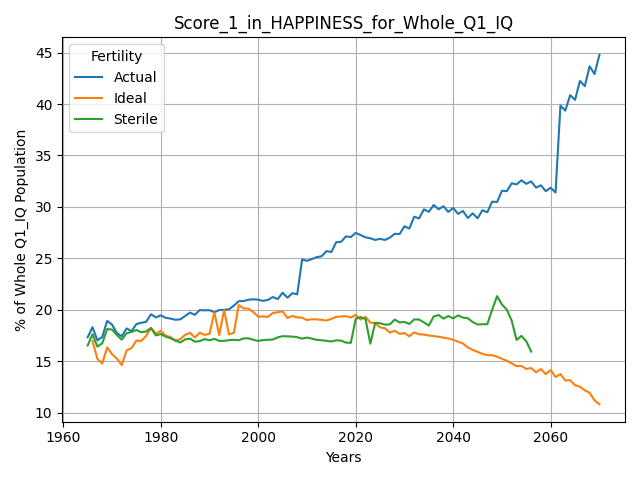 Score_1_in_HAPPINESS_for_Whole_Q1_IQ
Fertility
Actual
Ideal
Sterile
% of Whole Q1_IQ Population
45
40
35
30
25
20
15
10
1960 1980 2000 2020 2040 2060
Years